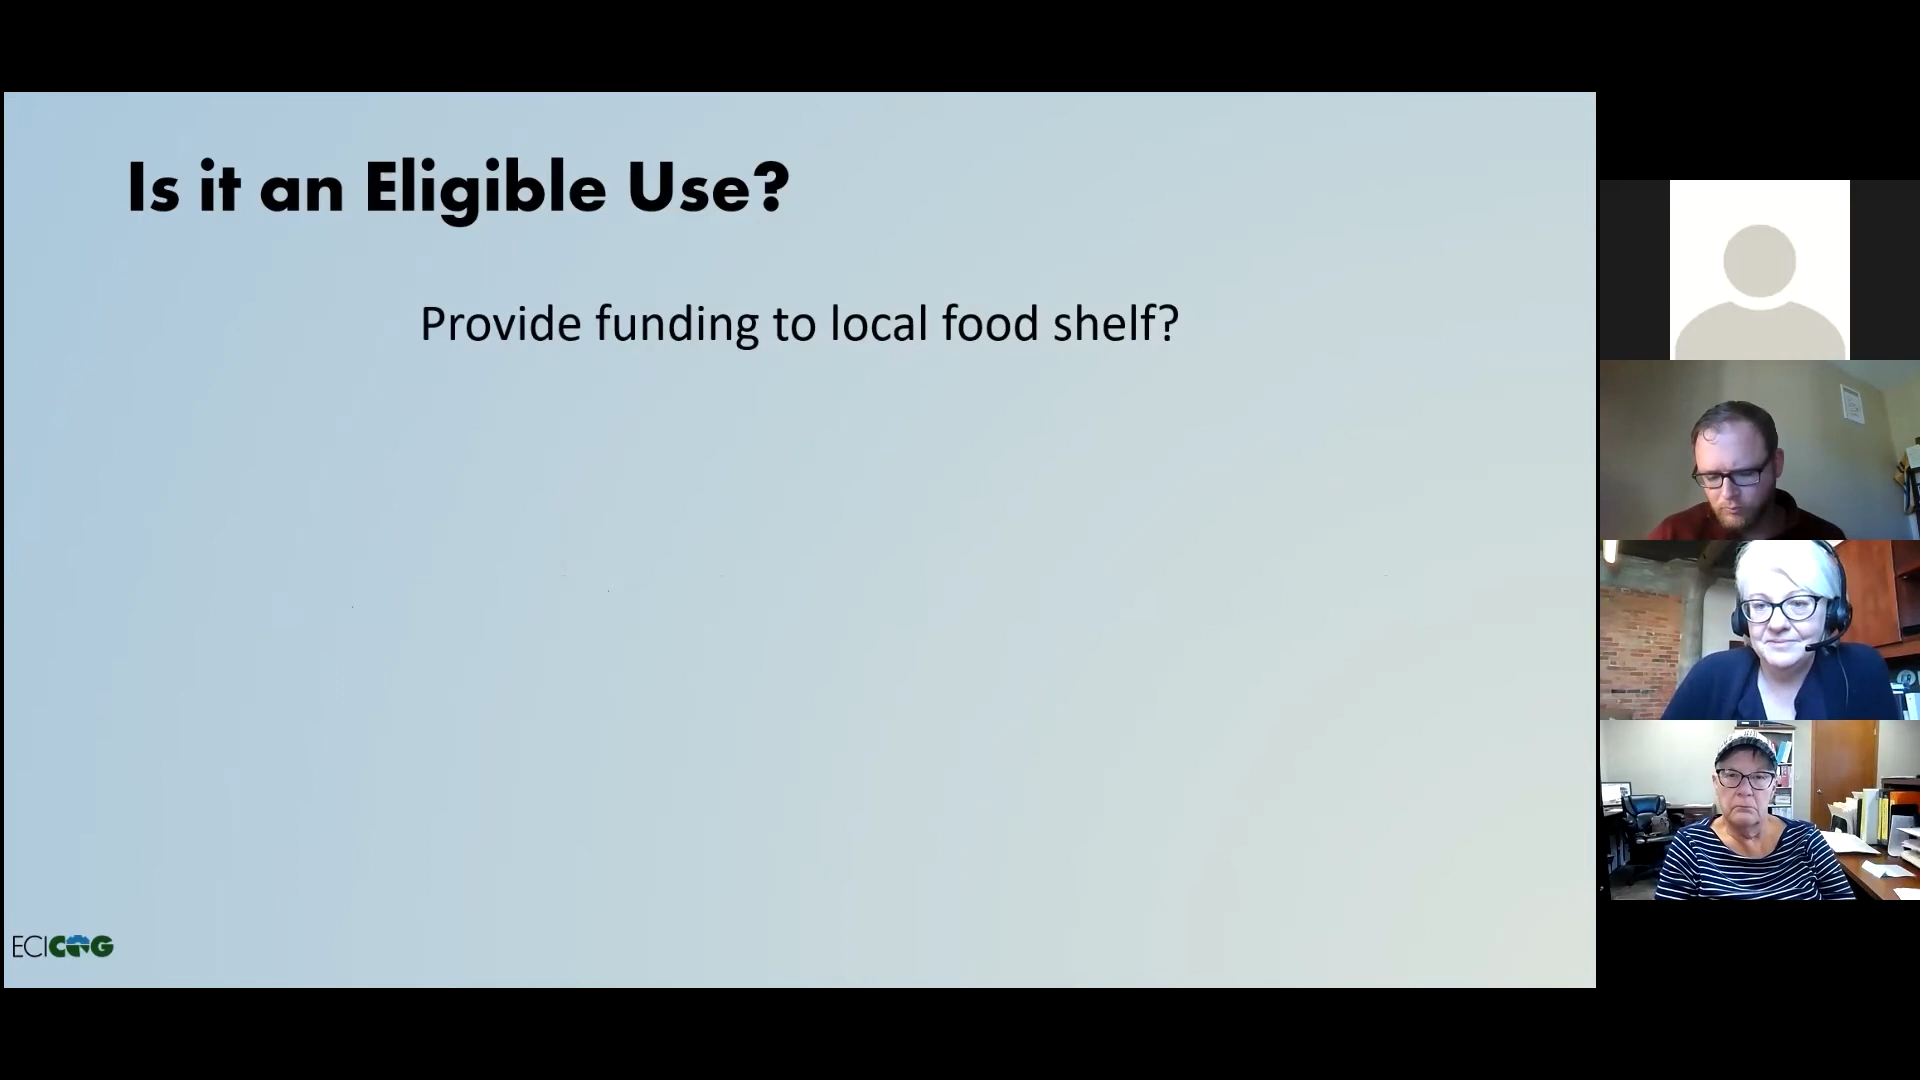 Is it an Eligible Use?
Provide funding to local food shelf?
ECICOG